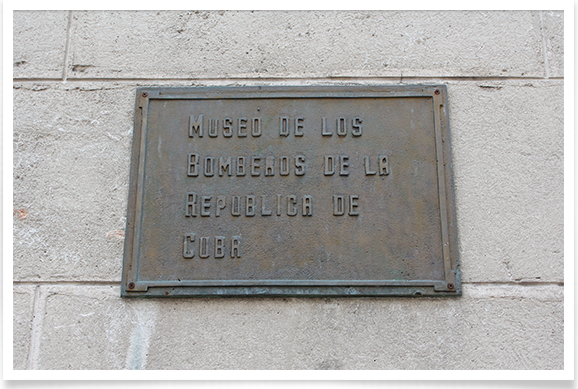 MUSEO DE LOS
BOMBEROS DE LA
REPUBLICA DE
CUBA